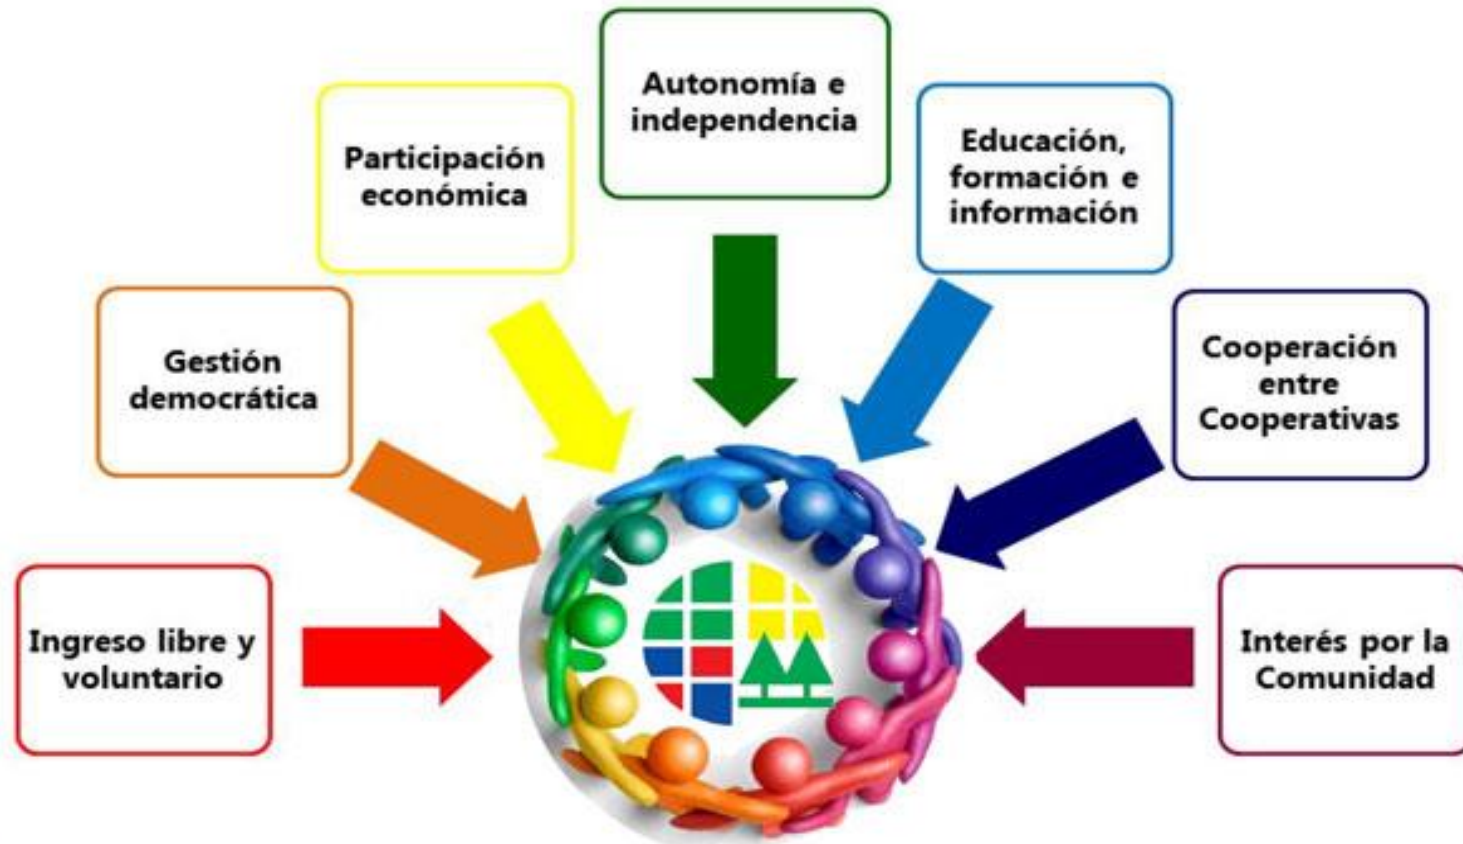 Autonomía e
independencia
Participación
económica
Educación,
formación e
información
Gestión
democrática
Cooperación
entre
Cooperativas
Ingreso libre y
voluntario
Interés por la
Comunidad